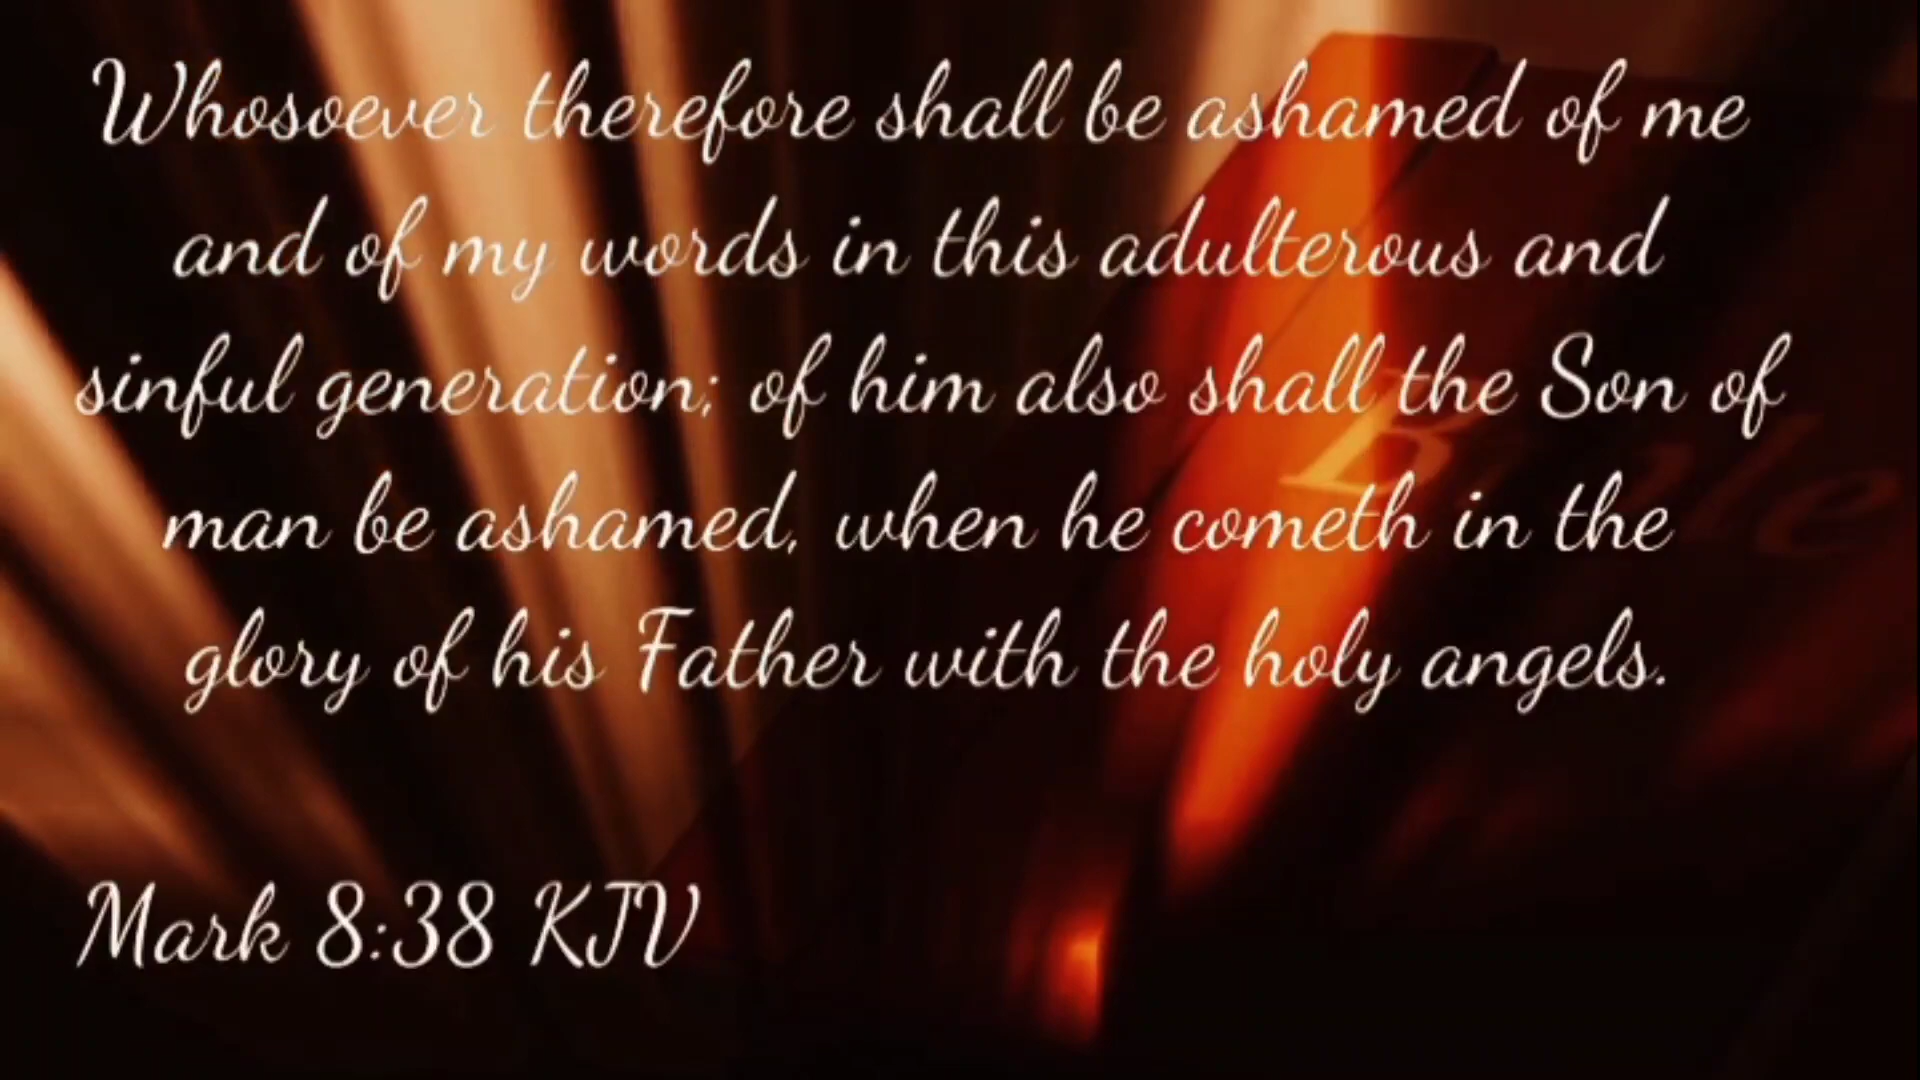 Whosoever therefore shall be ashamed of me
and of my words in this adulterous and
sinful generation; of him also shall the Son of
man be ashamed, when he cometh in the
glory of his Father with the holy angels.
Mark 8:38 KJV
Bible